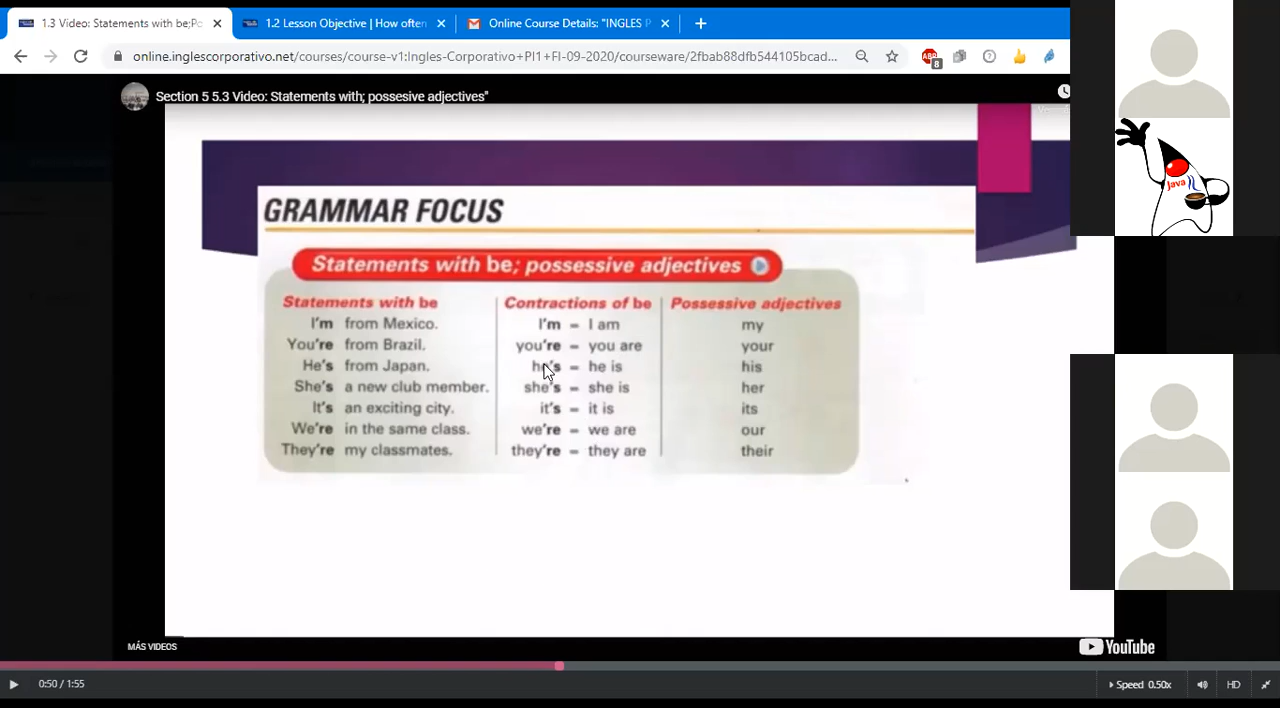 1.3 Video: Statements with be;Po
1.2 Lesson Objective | How often
Online Course Details: "INGLES P
online.inglescorporativo.net/courses/course-v1:Ingles-Corporativo+PI1+FI-09-2020/courseware/2fbab88dfb544105bcad...
ABP
8
Section 5 5.3 Video: Statements with; possesive adjectives"
Java
GRAMMAR FOCUS
Statements with be; possessive adjectives
Statements with be Contractions of be Possessive adjectives
I'm from Mexico. I'm = I am my
You're from Brazil. you're = you are your
He's from Japan. he's = he is his
She's a new club member. she's = she is her
It's an exciting city. it's = it is its
We're in the same class. we're = we are our
They're my classmates. they're = they are their
MÁS VIDEOS
YouTube
0:50 / 1:55
Speed 0.50x
HD